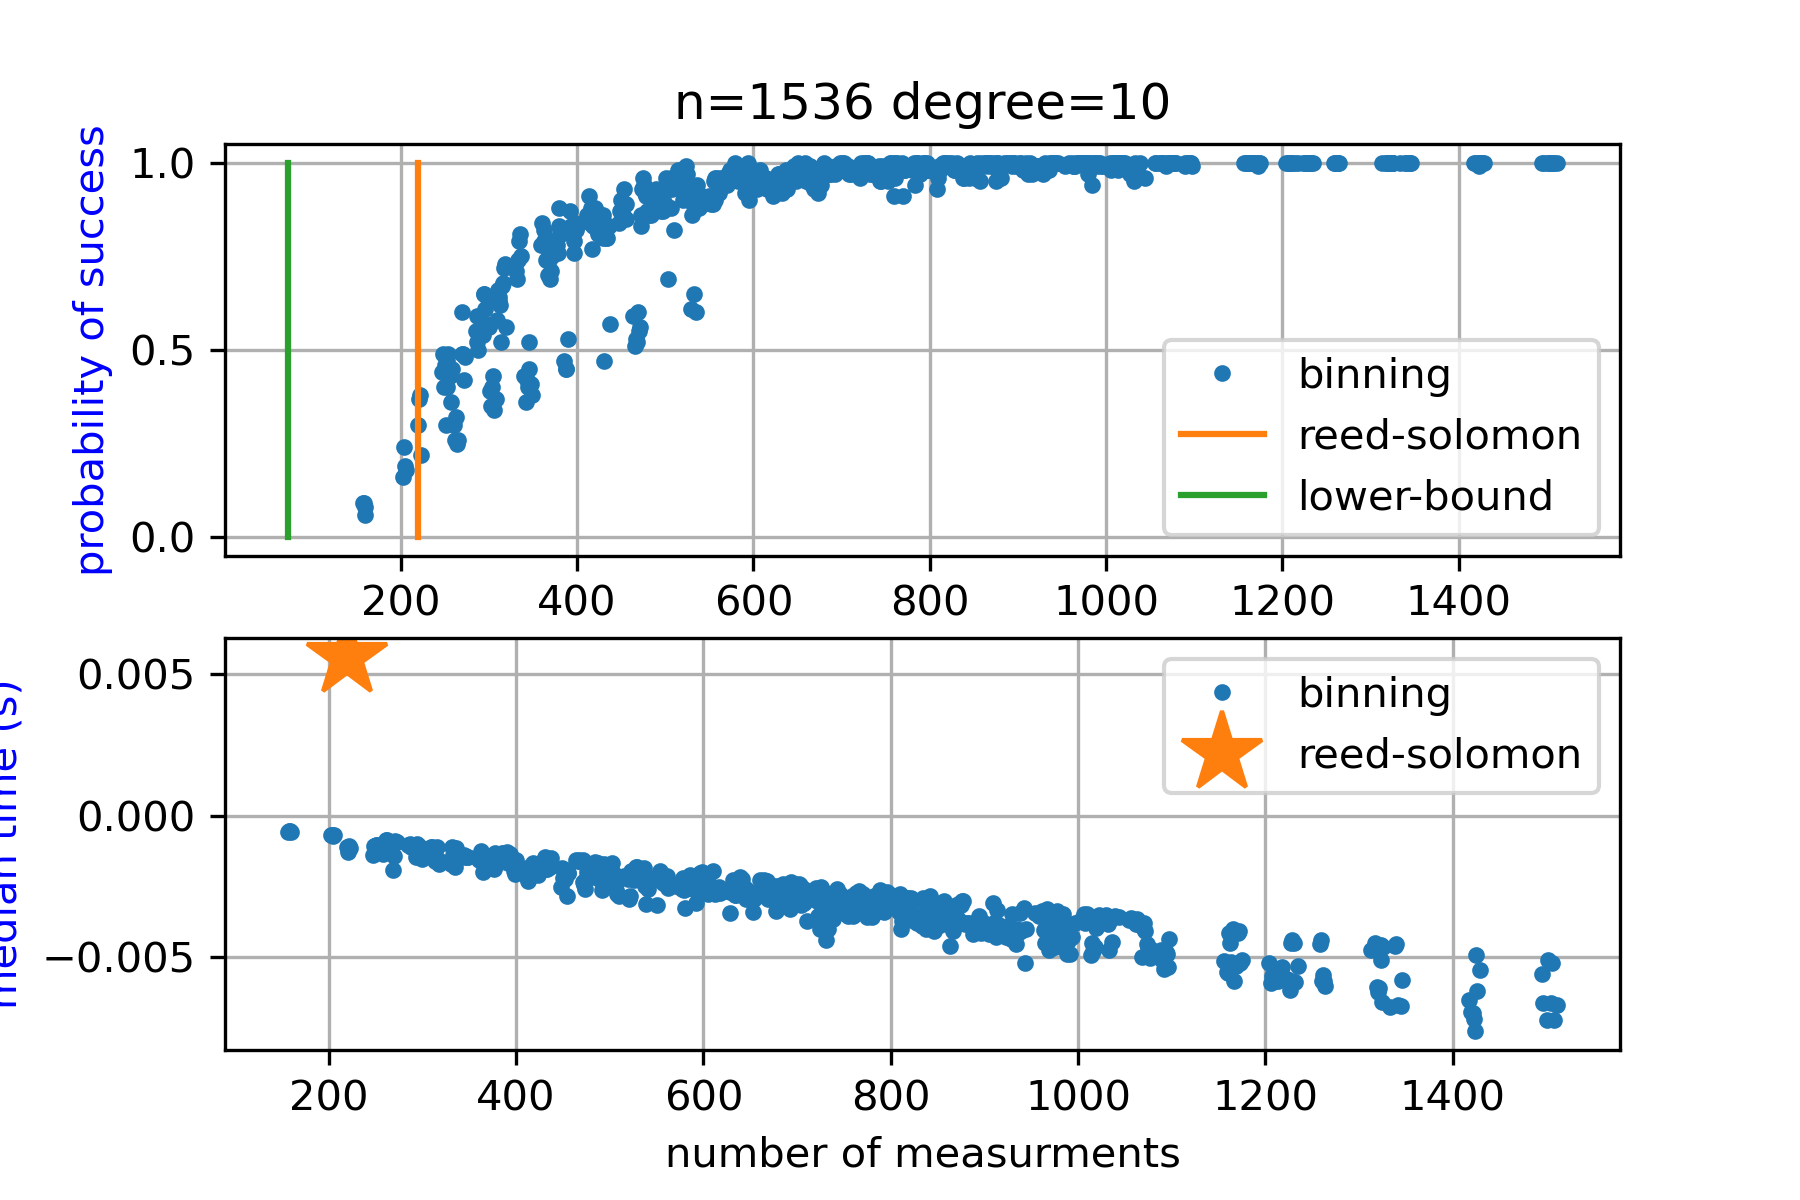 n=1536 degree=10
probability of success
1.0
0.5
0.0
binning
reed-solomon
lower-bound
200 400 600 800 1000 1200 1400
median time (s)
0.005
0.000
−0.005
binning
reed-solomon
200 400 600 800 1000 1200 1400
number of measurments